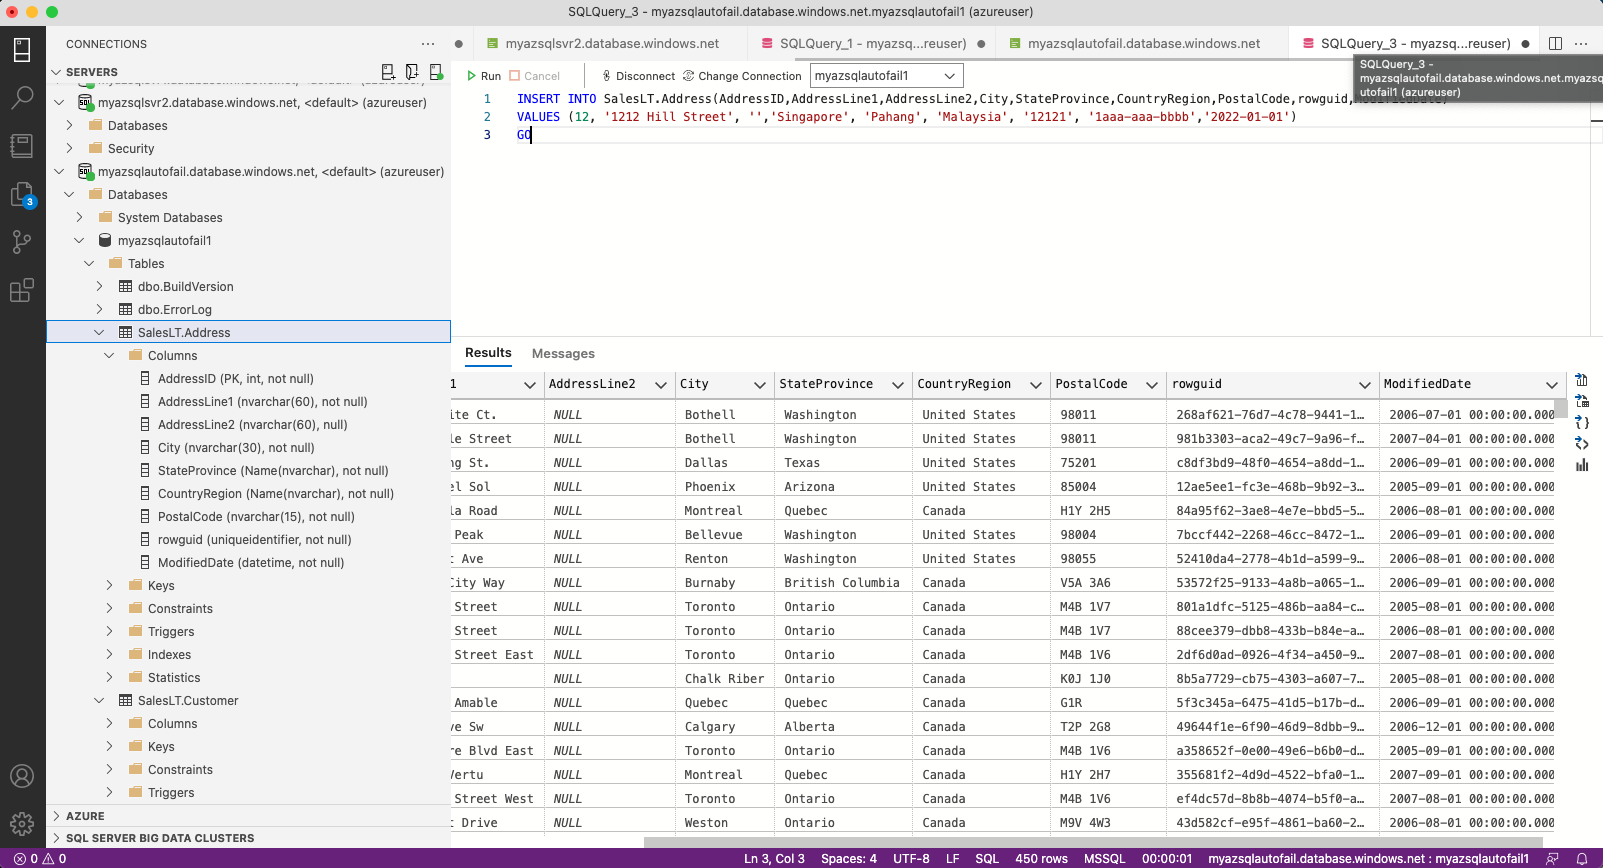 SQLQuery_3 - myazsqlautofail.database.windows.net.myazsqlautofail1 (azureuser)
CONNECTIONS
myazsqlsvr2.database.windows.net
SQLQuery_1 - myazsq...reuser)
myazsqlautofail.database.windows.net
SQLQuery_3 - myazsq...reuser)
SQLQuery_3 -
myazsqlautofail.database.windows.net.myazsq
utofail1 (azureuser)
SERVERS
Run Cancel Disconnect Change Connection myazsqlautofail1
1 INSERT INTO SalesLT.Address(AddressID,AddressLine1,AddressLine2,City,StateProvince,CountryRegion,PostalCode,rowguid,
2 VALUES (12, '1212 Hill Street', '','Singapore', 'Pahang', 'Malaysia', '12121', '1aaa-aaa-bbbb','2022-01-01')
3 GO
myazsqlsvr2.database.windows.net, <default> (azureuser)
Databases
Security
myazsqlautofail.database.windows.net, <default> (azureuser)
Databases
System Databases
myazsqlautofail1
Tables
dbo.BuildVersion
dbo.ErrorLog
SalesLT.Address
Columns
AddressID (PK, int, not null)
AddressLine1 (nvarchar(60), not null)
AddressLine2 (nvarchar(60), null)
City (nvarchar(30), not null)
StateProvince (Name(nvarchar), not null)
CountryRegion (Name(nvarchar), not null)
PostalCode (nvarchar(15), not null)
rowguid (uniqueidentifier, not null)
ModifiedDate (datetime, not null)
Keys
Constraints
Triggers
Indexes
Statistics
SalesLT.Customer
Columns
Keys
Constraints
Triggers
AZURE
SQL SERVER BIG DATA CLUSTERS
3
Results Messages
1 AddressLine2 City StateProvince CountryRegion PostalCode rowguid ModifiedDate
ite Ct. NULL Bothell Washington United States 98011 268af621-76d7-4c78-9441-1… 2006-07-01 00:00:00.000
le Street NULL Bothell Washington United States 98011 981b3303-aca2-49c7-9a96-f… 2007-04-01 00:00:00.000
ng St. NULL Dallas Texas United States 75201 c8df3bd9-48f0-4654-a8dd-1… 2006-09-01 00:00:00.000
el Sol NULL Phoenix Arizona United States 85004 12ae5ee1-fc3e-468b-9b92-3… 2005-09-01 00:00:00.000
la Road NULL Montreal Quebec Canada H1Y 2H5 84a95f62-3ae8-4e7e-bbd5-5… 2006-08-01 00:00:00.000
Peak NULL Bellevue Washington United States 98004 7bccf442-2268-46cc-8472-1… 2006-08-01 00:00:00.000
t Ave NULL Renton Washington United States 98055 52410da4-2778-4b1d-a599-9… 2006-08-01 00:00:00.000
City Way NULL Burnaby British Columbia Canada V5A 3A6 53572f25-9133-4a8b-a065-1… 2006-09-01 00:00:00.000
Street NULL Toronto Ontario Canada M4B 1V7 801a1dfc-5125-486b-aa84-c… 2005-08-01 00:00:00.000
Street NULL Toronto Ontario Canada M4B 1V7 88cee379-dbb8-433b-b84e-a… 2006-08-01 00:00:00.000
Street East NULL Toronto Ontario Canada M4B 1V6 2df6d0ad-0926-4f34-a450-9… 2007-08-01 00:00:00.000
NULL Chalk Riber Ontario Canada K0J 1J0 8b5a7729-cb75-4303-a607-7… 2005-08-01 00:00:00.000
Amable NULL Quebec Quebec Canada G1R 5f3c345a-6475-41d5-b17b-d… 2005-09-01 00:00:00.000
ve Sw NULL Calgary Alberta Canada T2P 2G8 49644f1e-6f90-46d9-8dbb-9… 2006-12-01 00:00:00.000
re Blvd East NULL Toronto Ontario Canada M4B 1V6 a358652f-0e00-49e6-b6b0-d… 2005-09-01 00:00:00.000
Vertu NULL Montreal Quebec Canada H1Y 2H7 355681f2-4d9d-4522-bfa0-1… 2007-09-01 00:00:00.000
Street West NULL Toronto Ontario Canada M4B 1V6 ef4dc57d-8b8b-4074-b5f0-a… 2007-08-01 00:00:00.000
t Drive NULL Weston Ontario Canada M9V 4W3 43d582cf-e95f-4861-ba60-2… 2006-08-01 00:00:00.000
0 0 Ln 3, Col 3 Spaces: 4 UTF-8 LF SQL 450 rows MSSQL 00:00:01 myazsqlautofail.database.windows.net : myazsqlautofail1